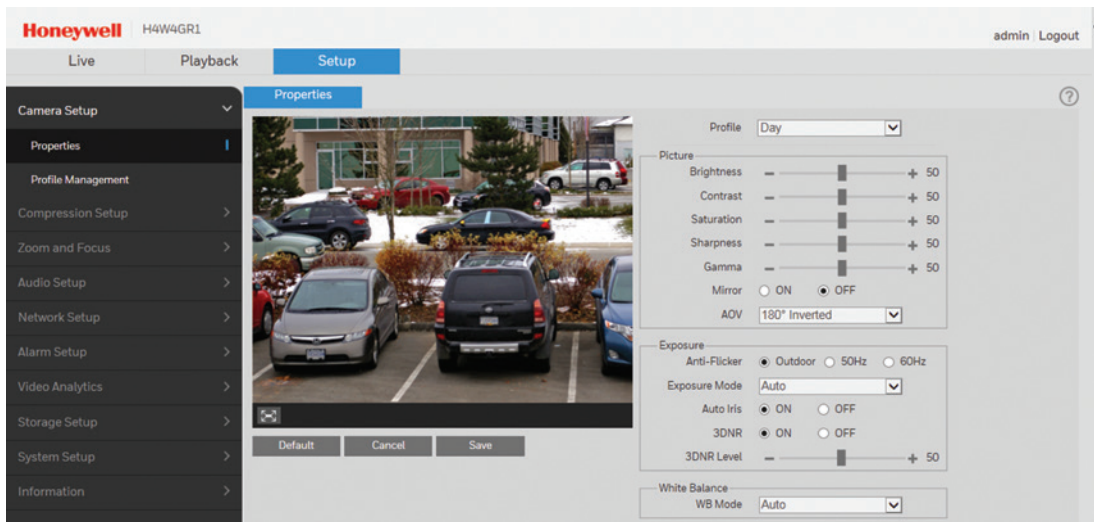 Honeywell H4W4GR1
admin Logout
Live Playback Setup
Camera Setup
Properties
Profile Management
Compression Setup
Zoom and Focus
Audio Setup
Network Setup
Alarm Setup
Video Analytics
Storage Setup
System Setup
Information
Properties
?
Default Cancel Save
Profile Day
Picture
Brightness 50
Contrast 50
Saturation 50
Sharpness 50
Gamma 50
Mirror ON OFF
AOV 180° Inverted
Exposure
Anti-Flicker Outdoor 50Hz 60Hz
Exposure Mode Auto
Auto Iris ON OFF
3DNR ON OFF
3DNR Level 50
White Balance
WB Mode Auto